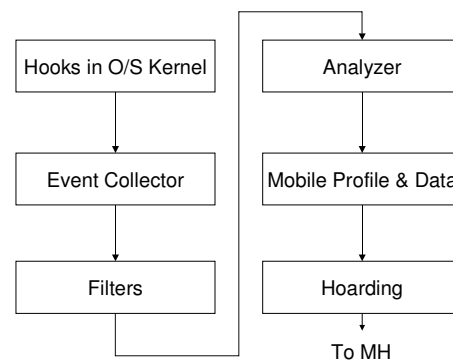 Hooks in O/S Kernel
Event Collector
Filters
Analyzer
Mobile Profile & Data
Hoarding
To MH